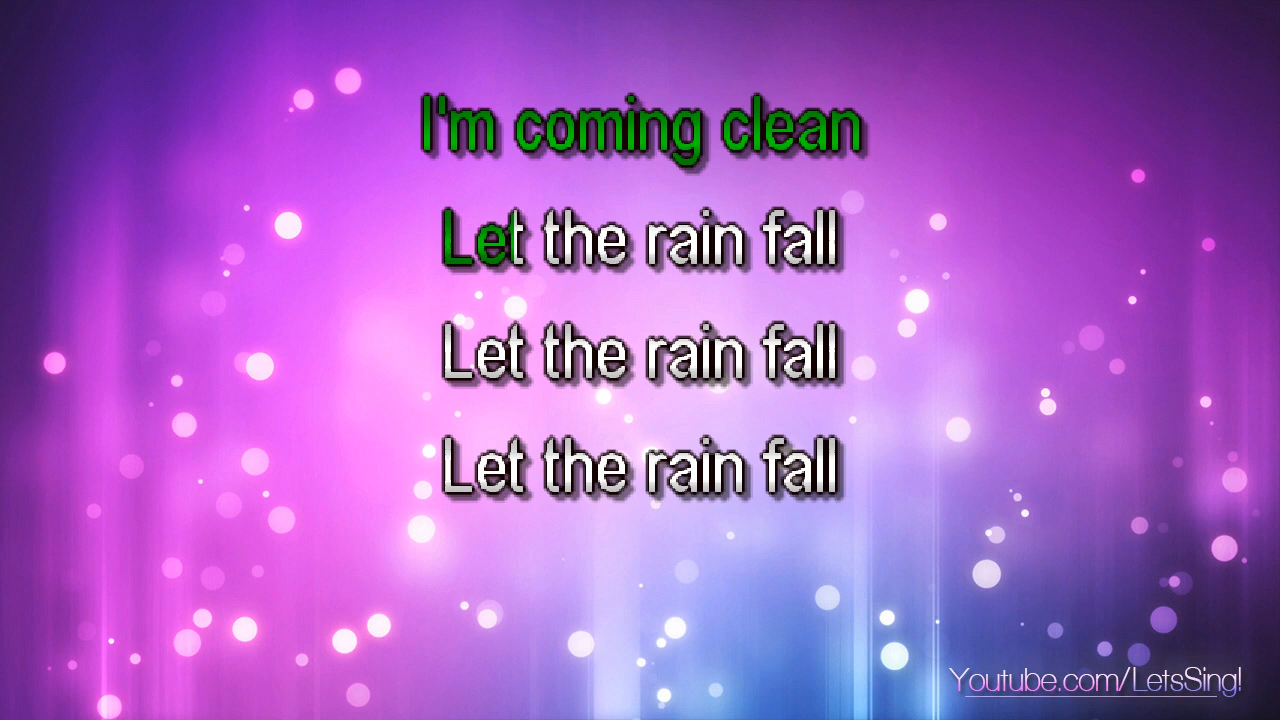 I'm coming clean
Let the rain fall
Let the rain fall
Let the rain fall
Youtube.com/LetsSing!